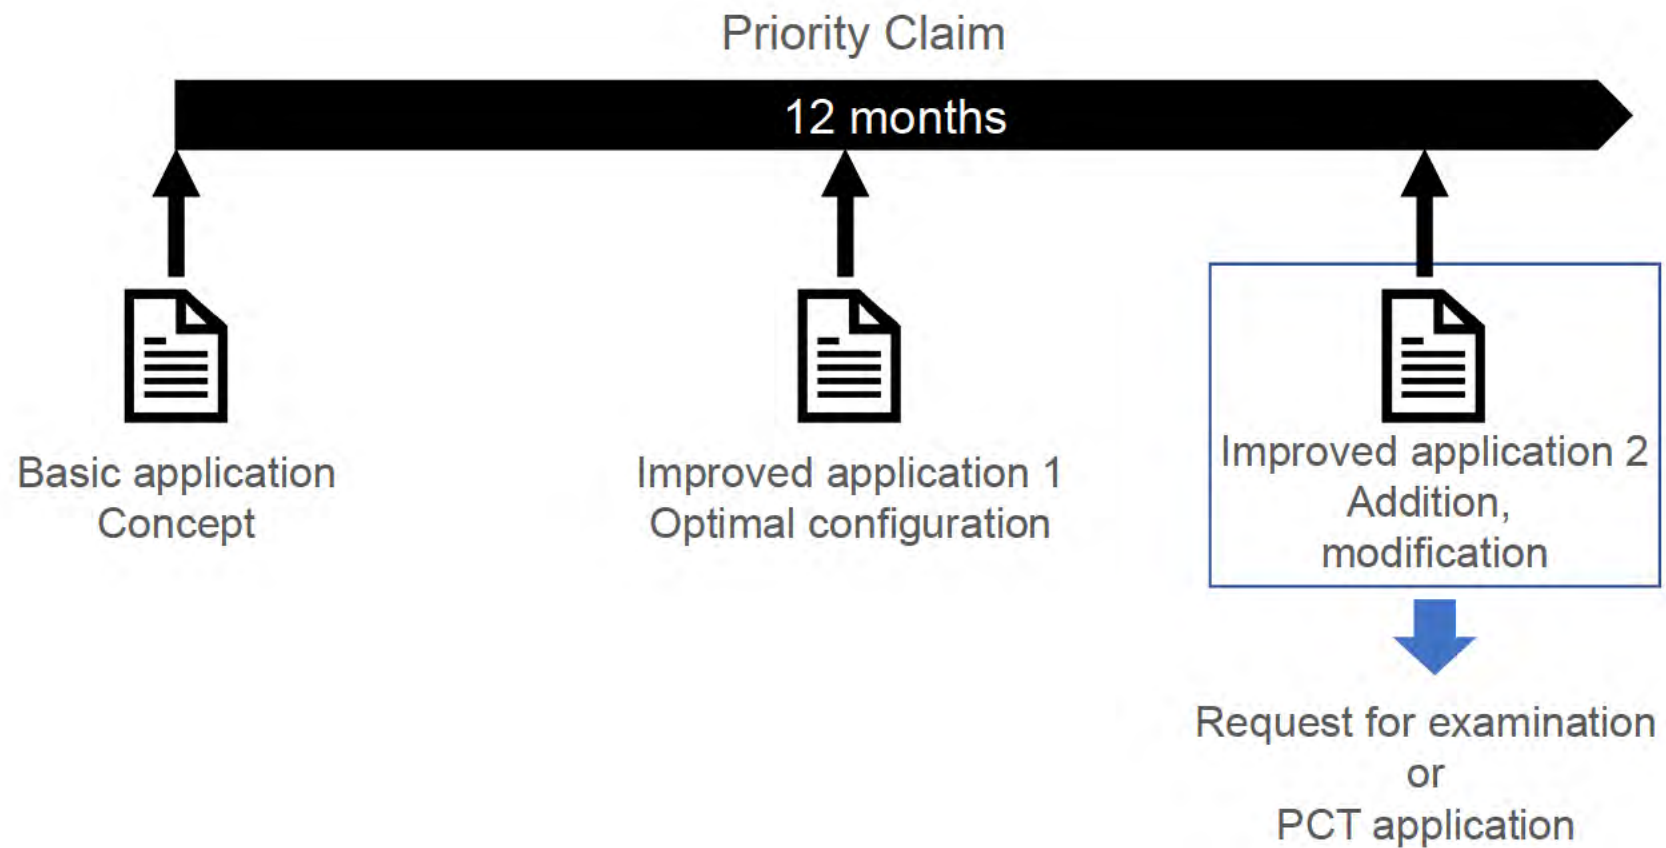 Priority Claim
12 months
Basic application
Concept
Improved application 1
Optimal configuration
Improved application 2
Addition,
modification
Request for examination
or
PCT application